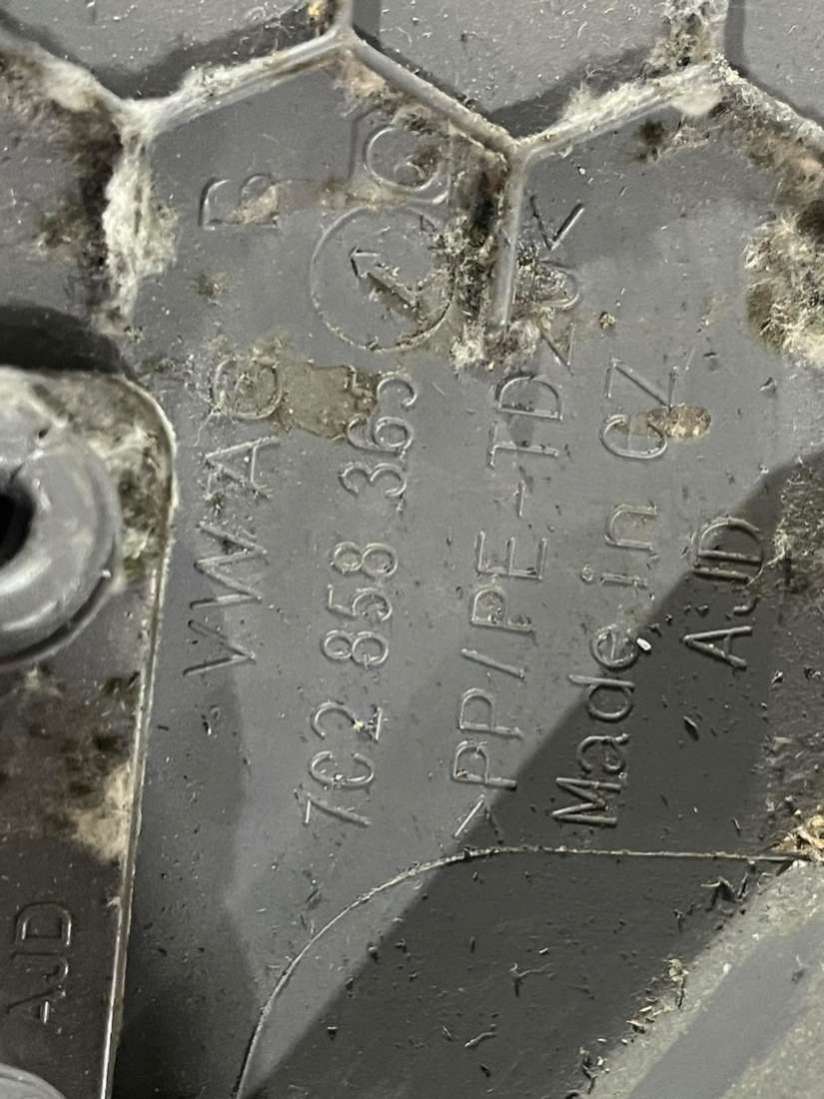 AJD
VWAG B
7C2 858 365 G
>PP/PE-TD20<
Made in CZ
AJD